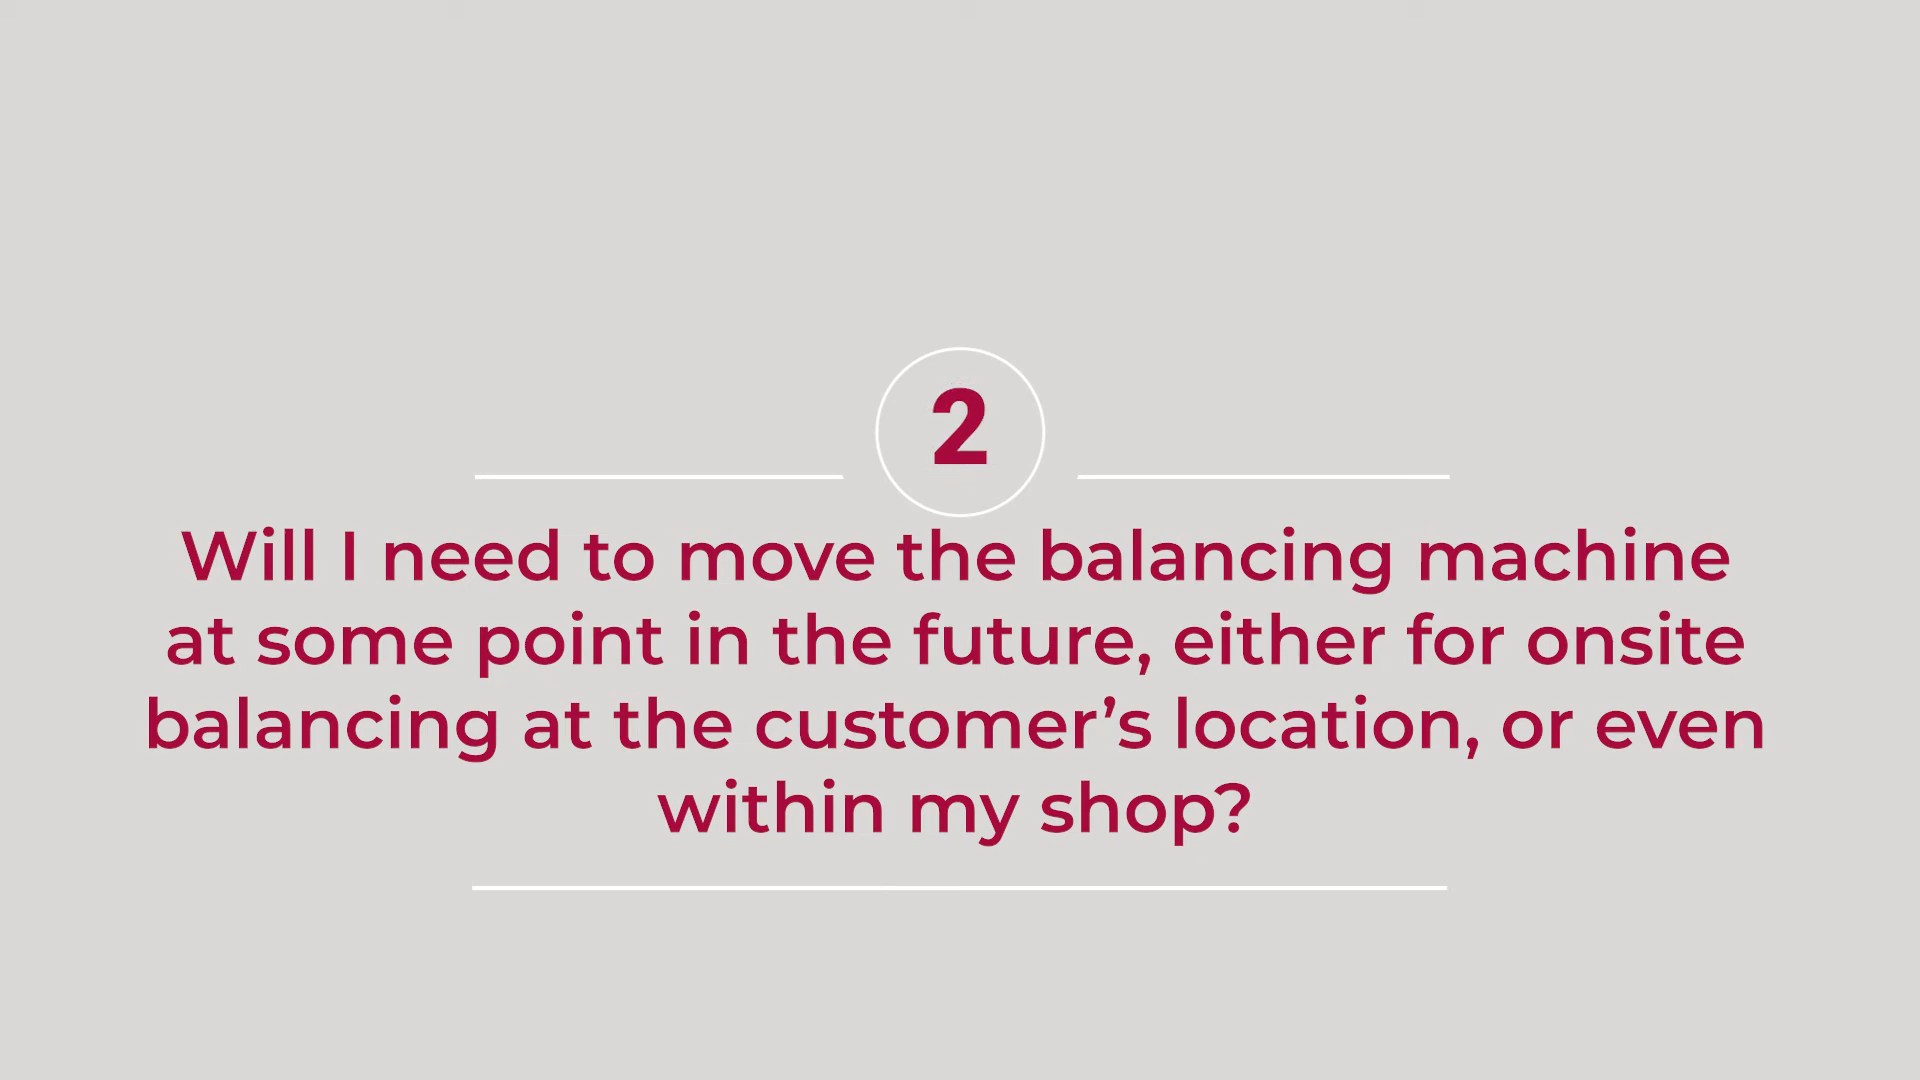 2
Will I need to move the balancing machine
at some point in the future, either for onsite
balancing at the customer’s location, or even
within my shop?